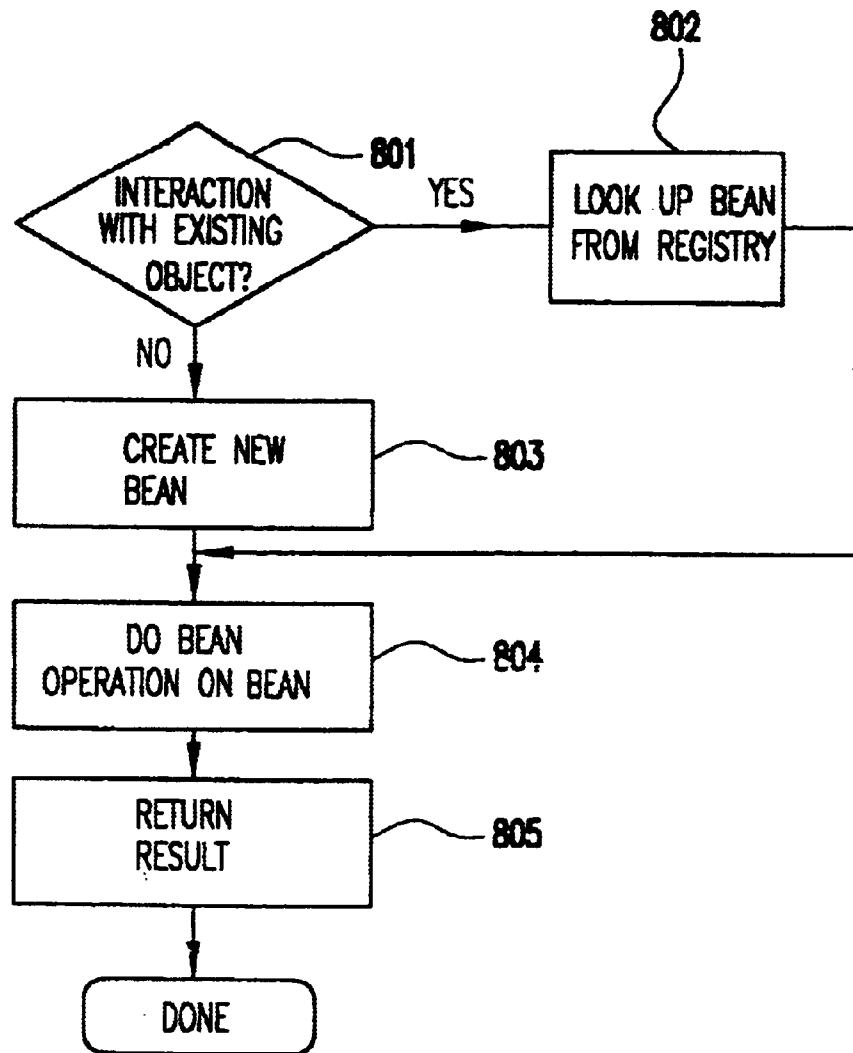 802
801
INTERACTION
WITH EXISTING
OBJECT?
YES
LOOK UP BEAN
FROM REGISTRY
NO
CREATE NEW
BEAN
803
DO BEAN
OPERATION ON BEAN
804
RETURN
RESULT
805
DONE